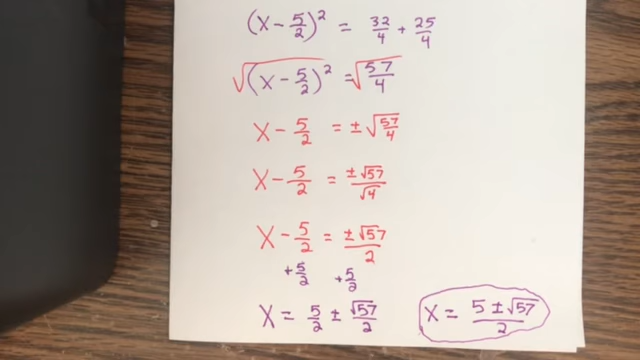 (x - 5/2)² = 32/4 + 25/4
√(x - 5/2)² = √57/4
x - 5/2 = ± √57/4
x - 5/2 = ± √57/√4
x - 5/2 = ± √57/2
+ 5/2 + 5/2
x = 5/2 ± √57/2
x = 5 ± √57/2